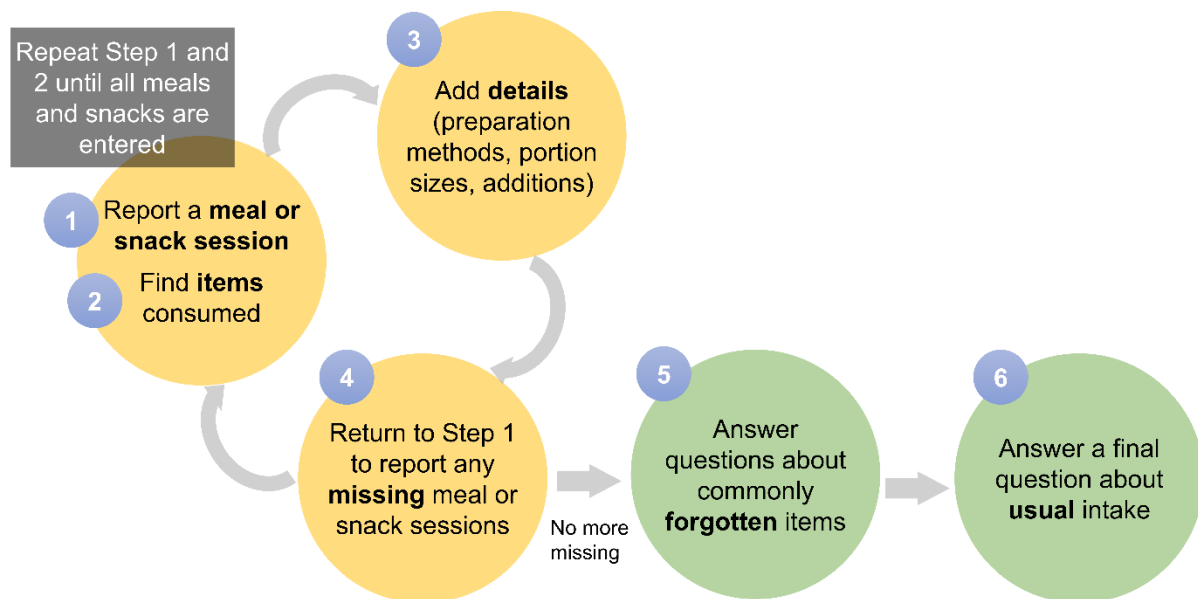 Repeat Step 1 and
2 until all meals
and snacks are
entered
1
Report a meal or
snack session
2
Find items
consumed
3
Add details
(preparation
methods, portion
sizes, additions)
4
Return to Step 1
to report any
missing meal or
snack sessions
No more
missing
5
Answer
questions about
commonly
forgotten items
6
Answer a final
question about
usual intake